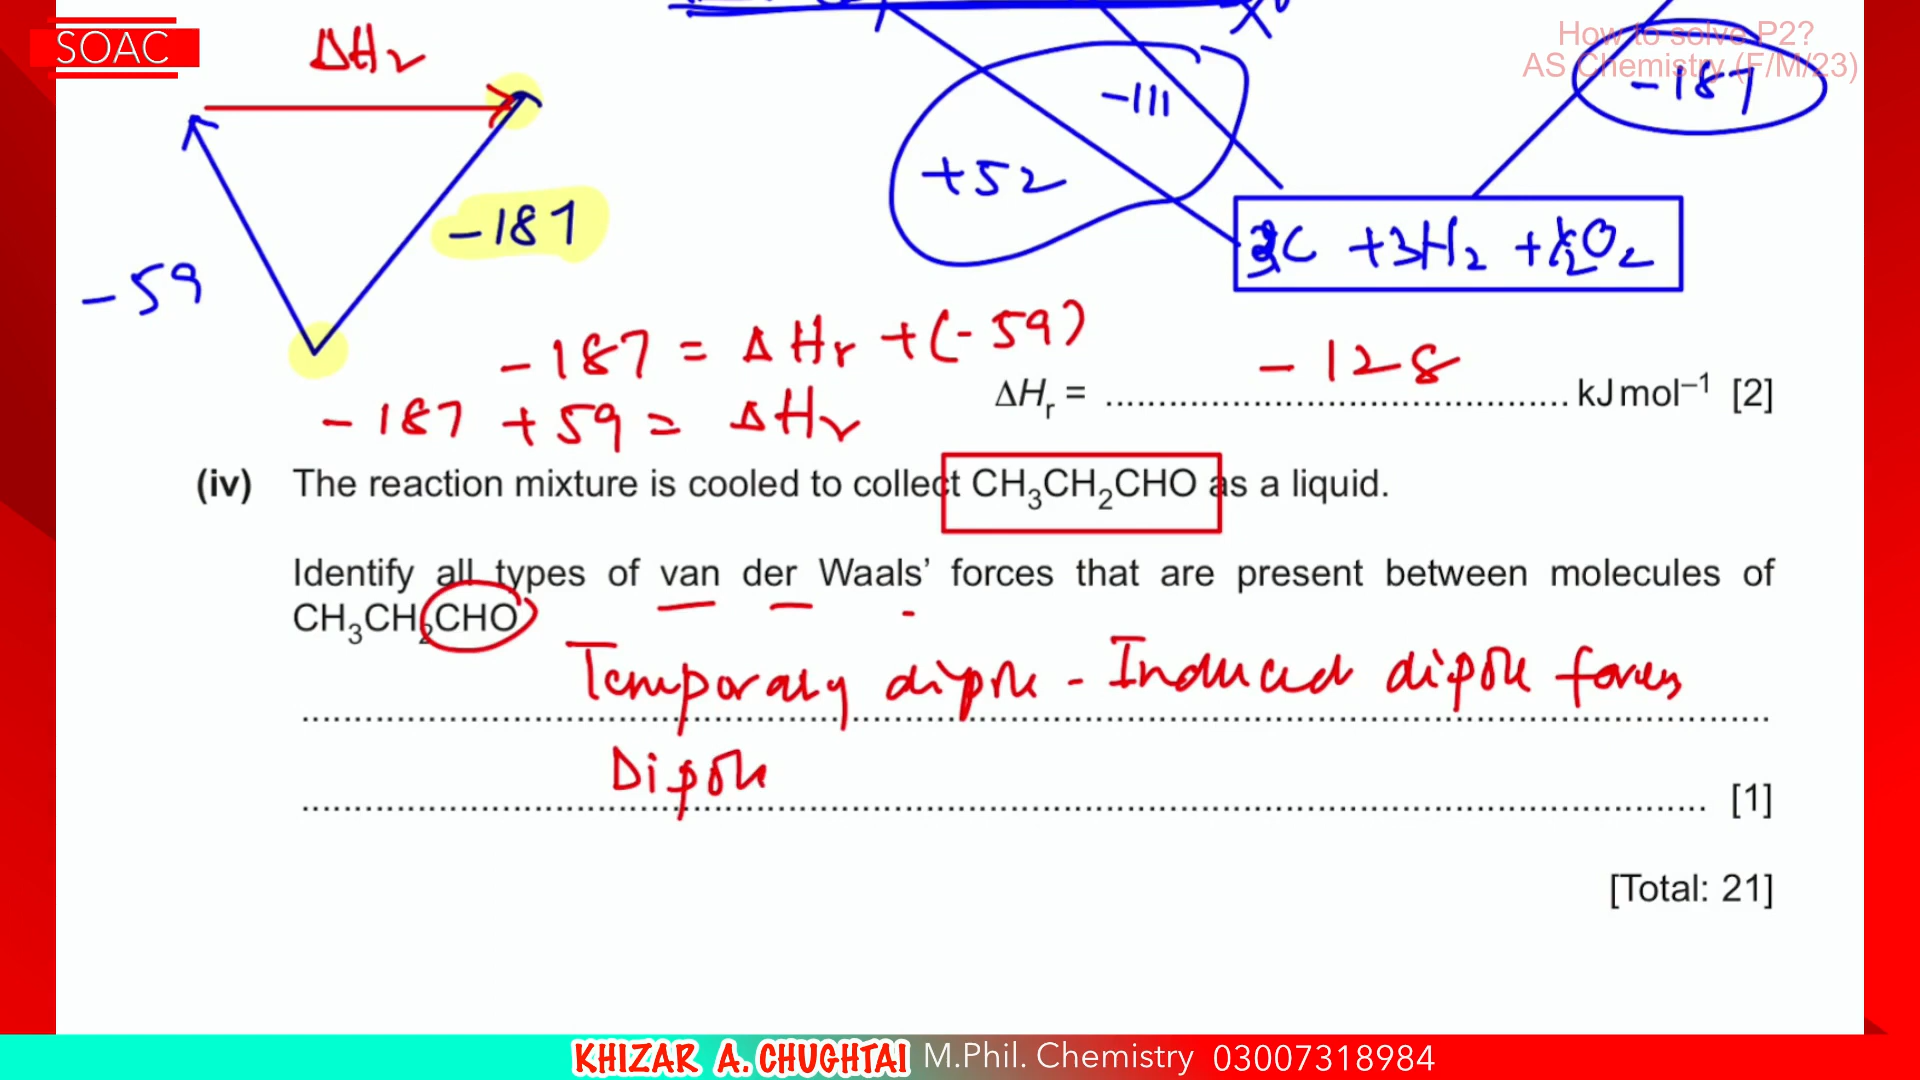 SOAC
How to solve P2?
AS Chemistry (F/M/23)
ΔHr
-187
-111
+52
-187
-59
C + 3H2 + ½O2
-187 = ΔHr + (-59)
-128
ΔHr = ........................................ kJ mol–1 [2]
-187 + 59 = ΔHr
(iv) The reaction mixture is cooled to collect CH3CH2CHO as a liquid.
Identify all types of van der Waals’ forces that are present between molecules of
CH3CH2CHO
Temporary dipole - Induced dipole forces
Dipole
[1]
[Total: 21]
KHIZAR A. CHUGHTAI M.Phil. Chemistry 03007318984